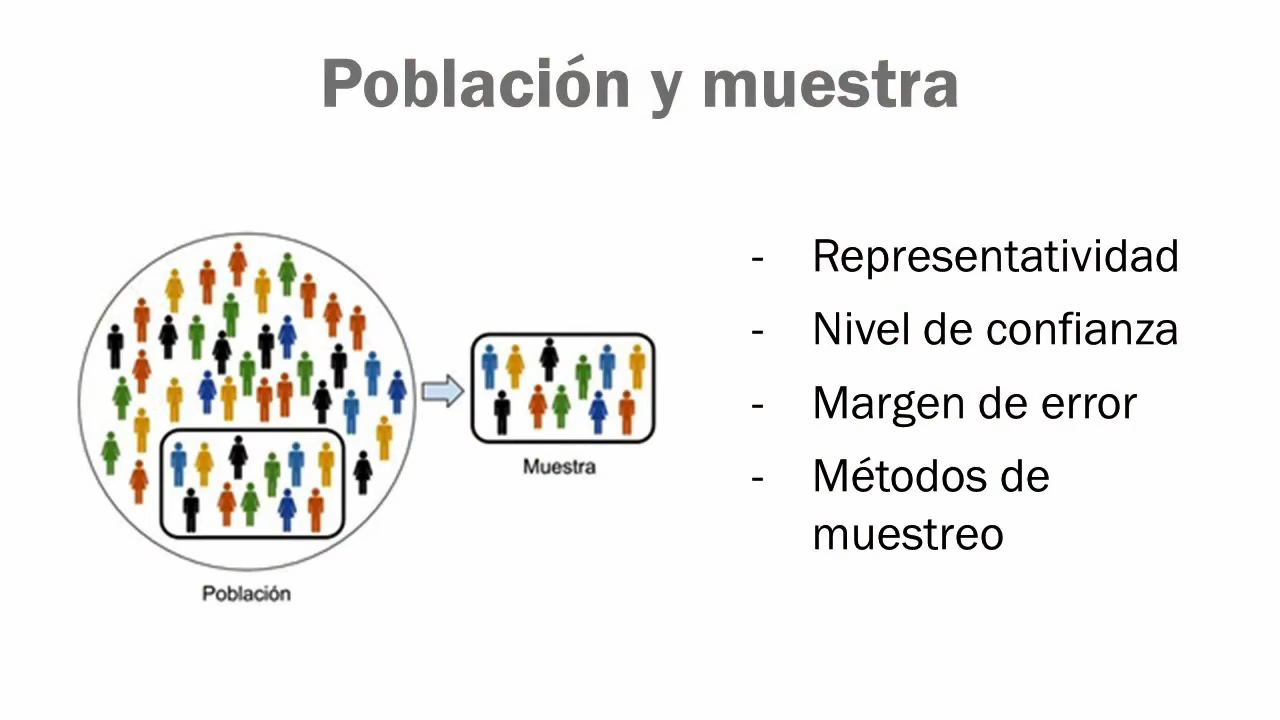 Población y muestra
Población
Muestra
- Representatividad
- Nivel de confianza
- Margen de error
- Métodos de
muestreo